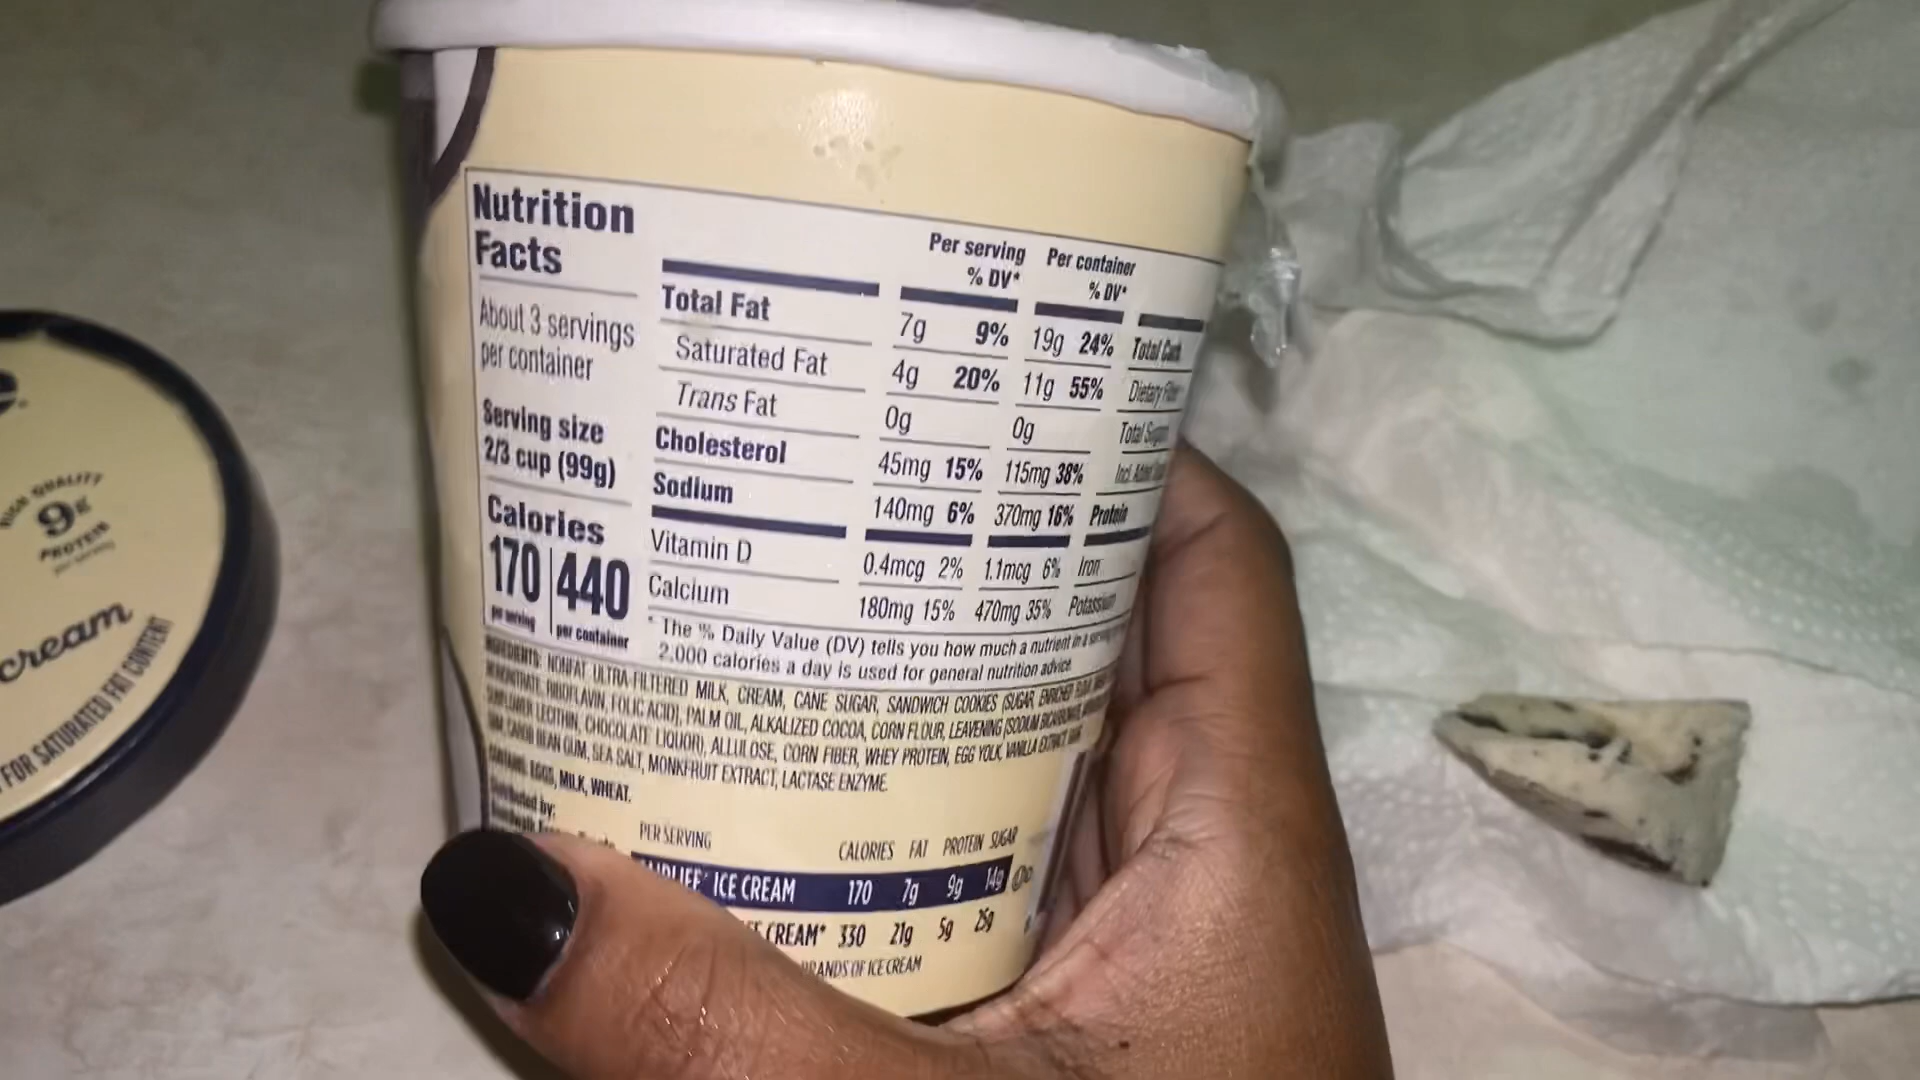 Nutrition
Facts
About 3 servings
per container
Serving size
2/3 cup (99g)
Calories
170 440
per serving per container
Per serving Per container
% DV* % DV*
Total Fat 7g 9% 19g 24% Total Carb
Saturated Fat 4g 20% 11g 55% Dietary
Trans Fat 0g 0g Total
Cholesterol 45mg 15% 115mg 38% Incl.
Sodium 140mg 6% 370mg 16% Protein
Vitamin D 0.4mcg 2% 1.1mcg 6% Iron
Calcium 180mg 15% 470mg 35% Potassium
* The % Daily Value (DV) tells you how much a nutrient in a
2,000 calories a day is used for general nutrition advice.
INGREDIENTS: NONFAT ULTRA-FILTERED MILK, CREAM, CANE SUGAR, SANDWICH COOKIES (SUGAR, ENRICHED
RIBOFLAVIN, FOLIC ACID), PALM OIL, ALKALIZED COCOA, CORN FLOUR, LEAVENING (SODIUM
LECITHIN, CHOCOLATE LIQUOR), ALLULOSE, CORN FIBER, WHEY PROTEIN, EGG YOLK, VANILLA EXTRACT,
CAROB BEAN GUM, SEA SALT, MONKFRUIT EXTRACT, LACTASE ENZYME.
CONTAINS: EGGS, MILK, WHEAT.
Distributed by:
PER SERVING CALORIES FAT PROTEIN SUGAR
ICE CREAM 170 7g 9g 14g
CREAM* 330 21g 5g 25g
BRANDS OF ICE CREAM
HIGH QUALITY
9g
PROTEIN
per serving
cream
FOR SATURATED FAT CONTENT